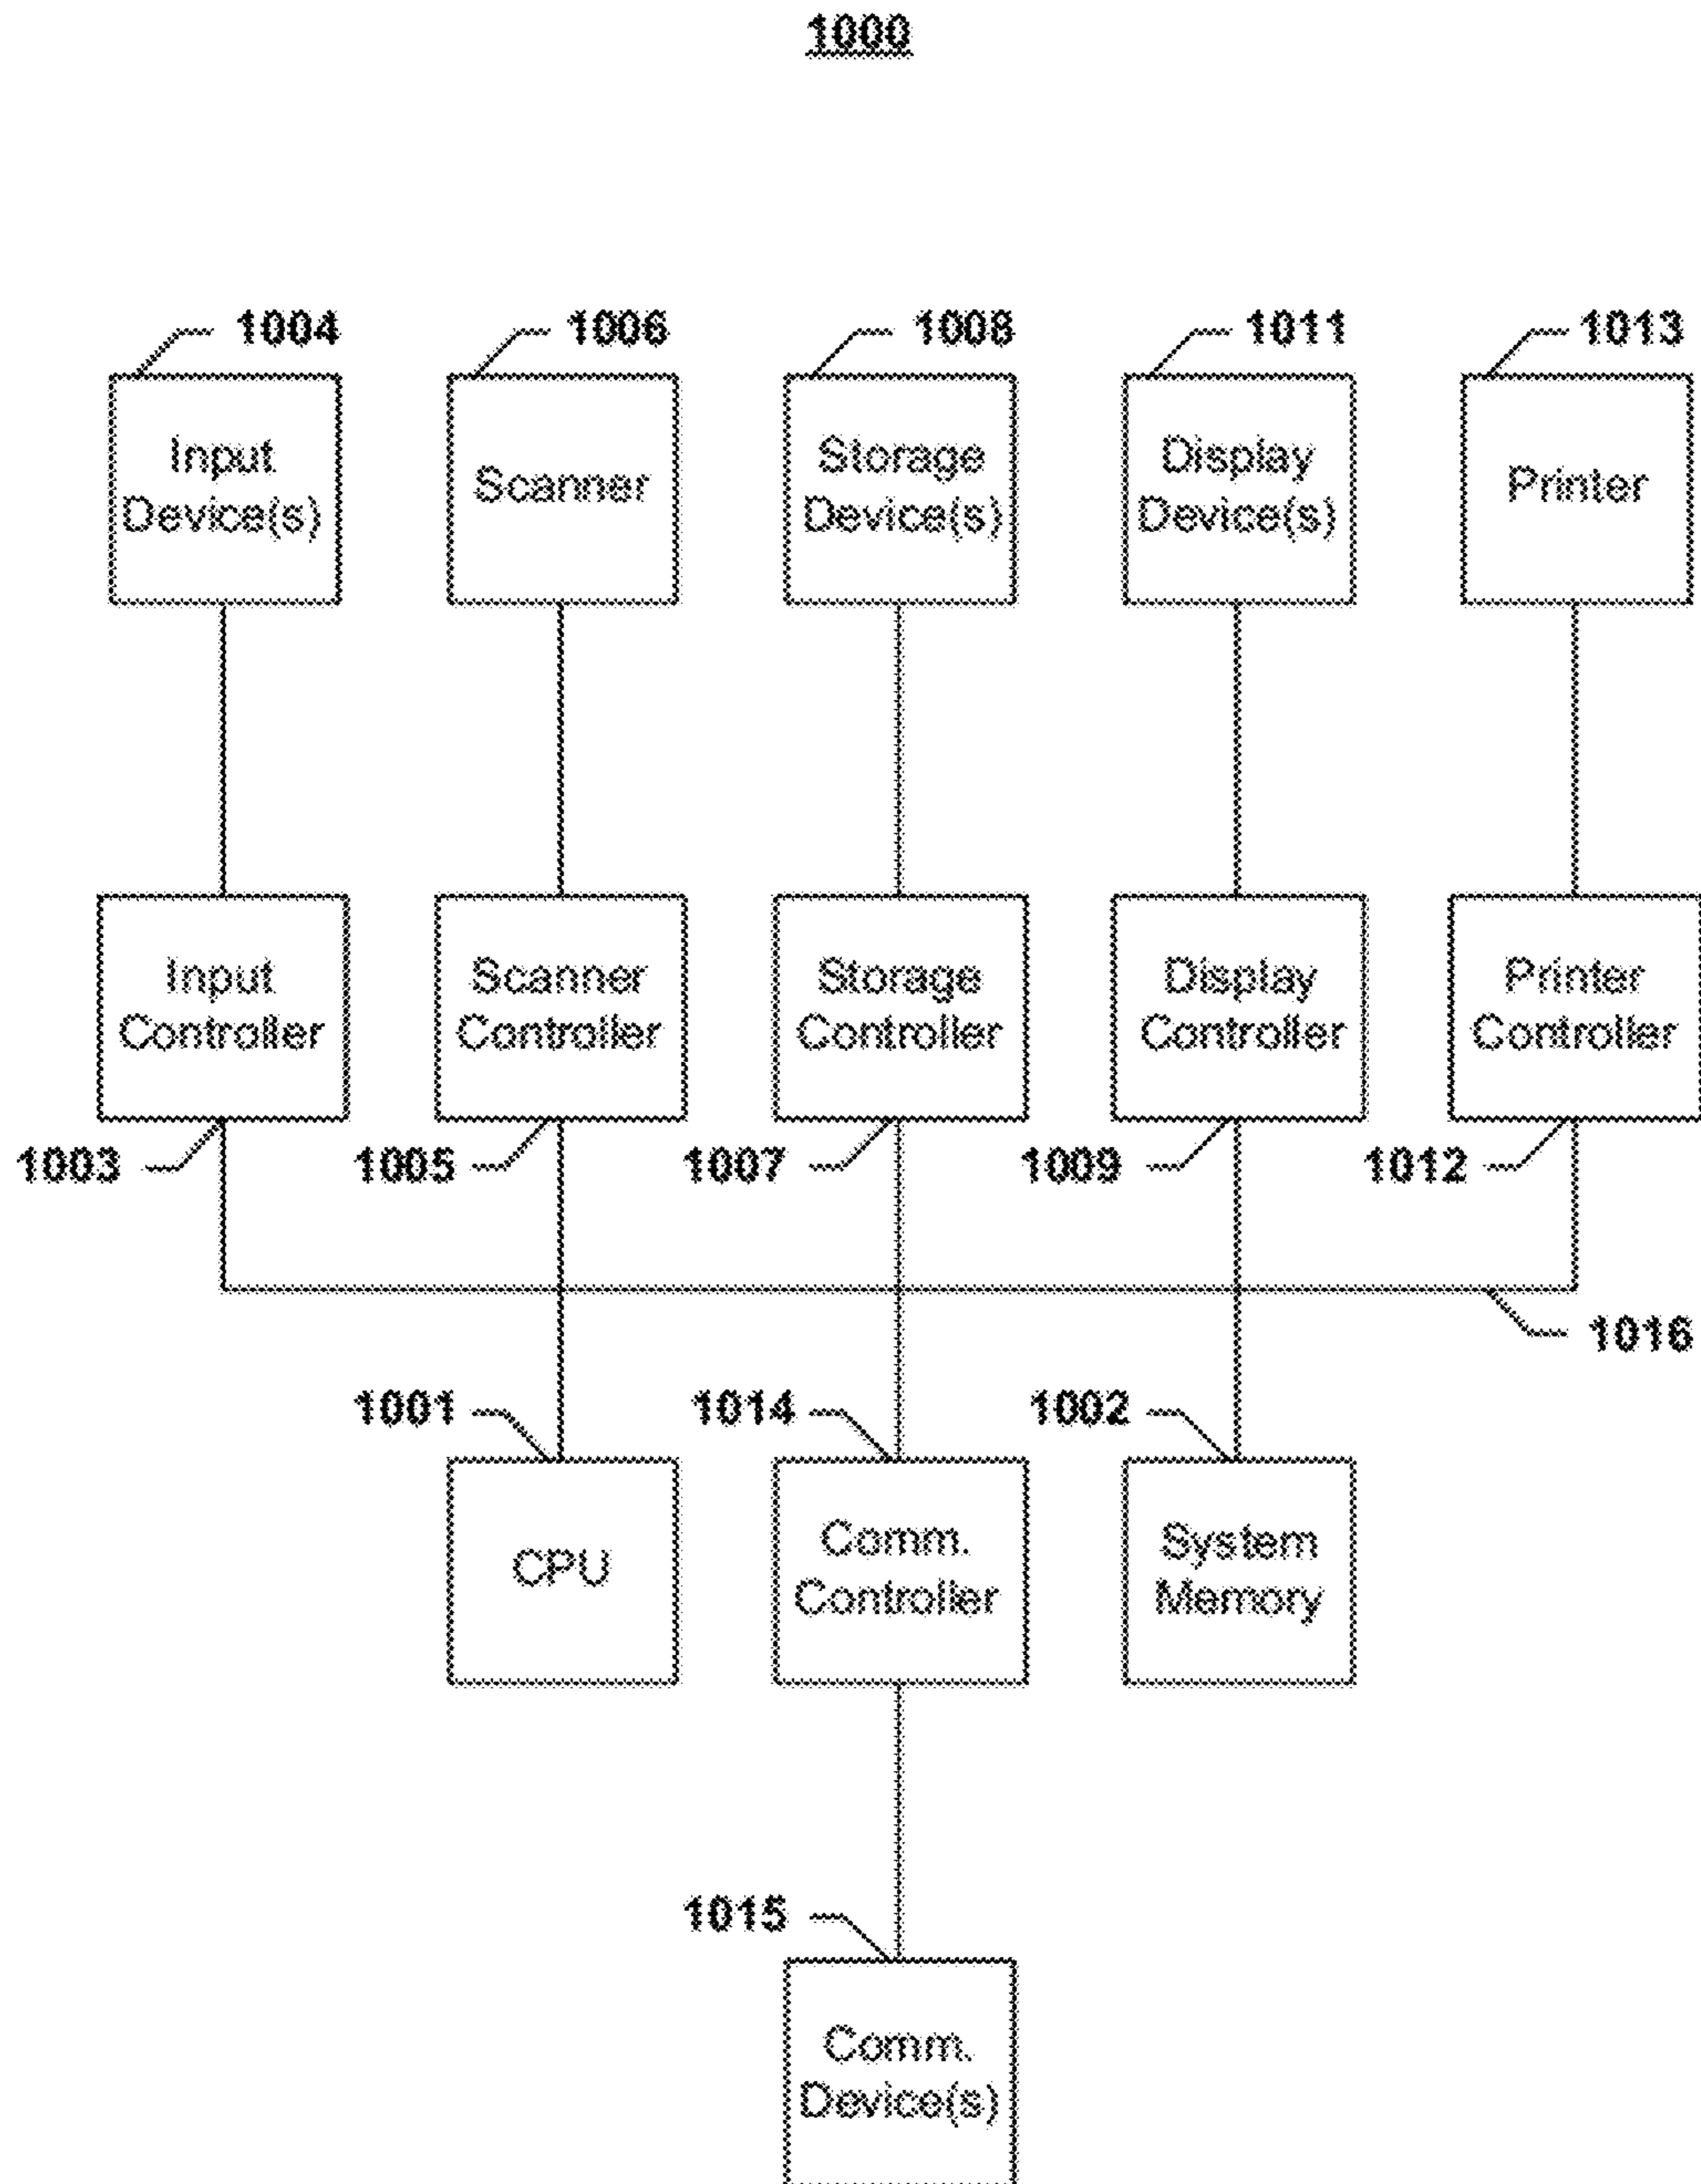 1000
1004
1006
1008
1011
1013
Input
Device(s)
Scanner
Storage
Device(s)
Display
Device(s)
Printer
Input
Controller
Scanner
Controller
Storage
Controller
Display
Controller
Printer
Controller
1003
1005
1007
1009
1012
1016
1001
1014
1002
CPU
Comm.
Controller
System
Memory
1015
Comm.
Device(s)